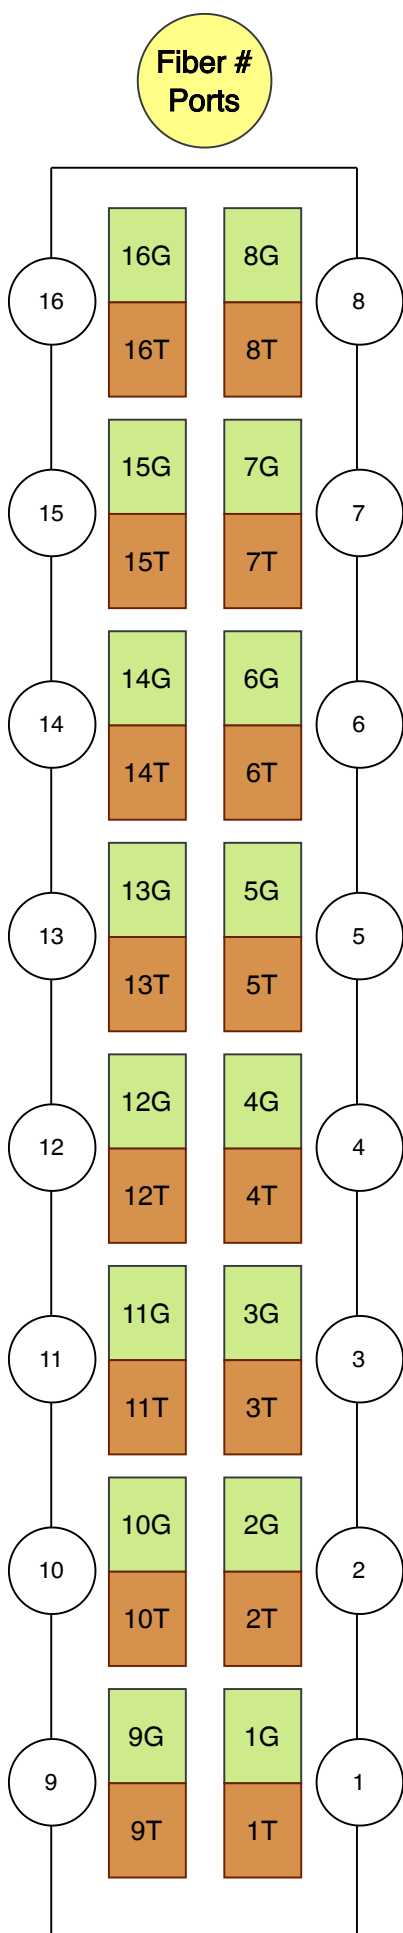 Fiber #
Ports
16G 8G
16 8
16T 8T
15G 7G
15 7
15T 7T
14G 6G
14 6
14T 6T
13G 5G
13 5
13T 5T
12G 4G
12 4
12T 4T
11G 3G
11 3
11T 3T
10G 2G
10 2
10T 2T
9G 1G
9 1
9T 1T